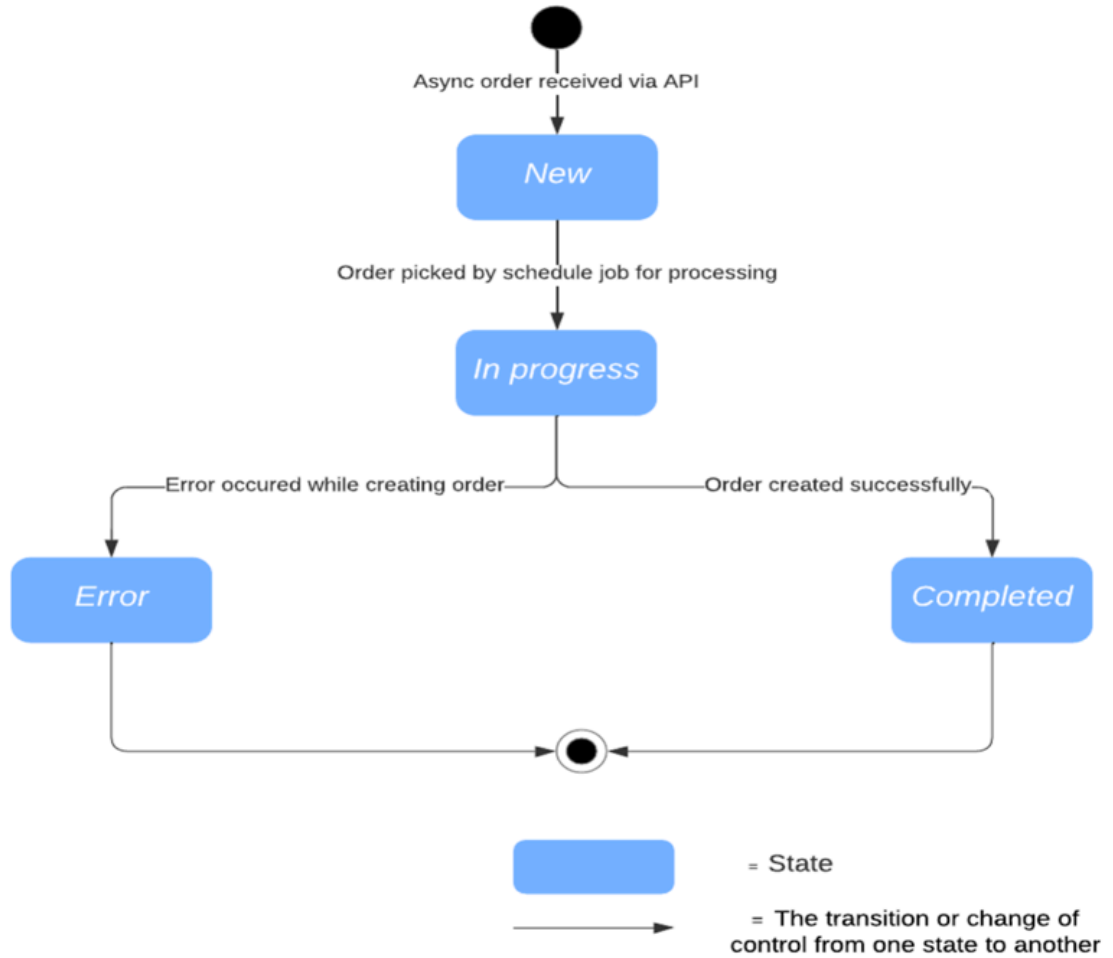 Async order received via API
New
Order picked by schedule job for processing
In progress
Error occured while creating order
Order created successfully
Error
Completed
= State
= The transition or change of
control from one state to another